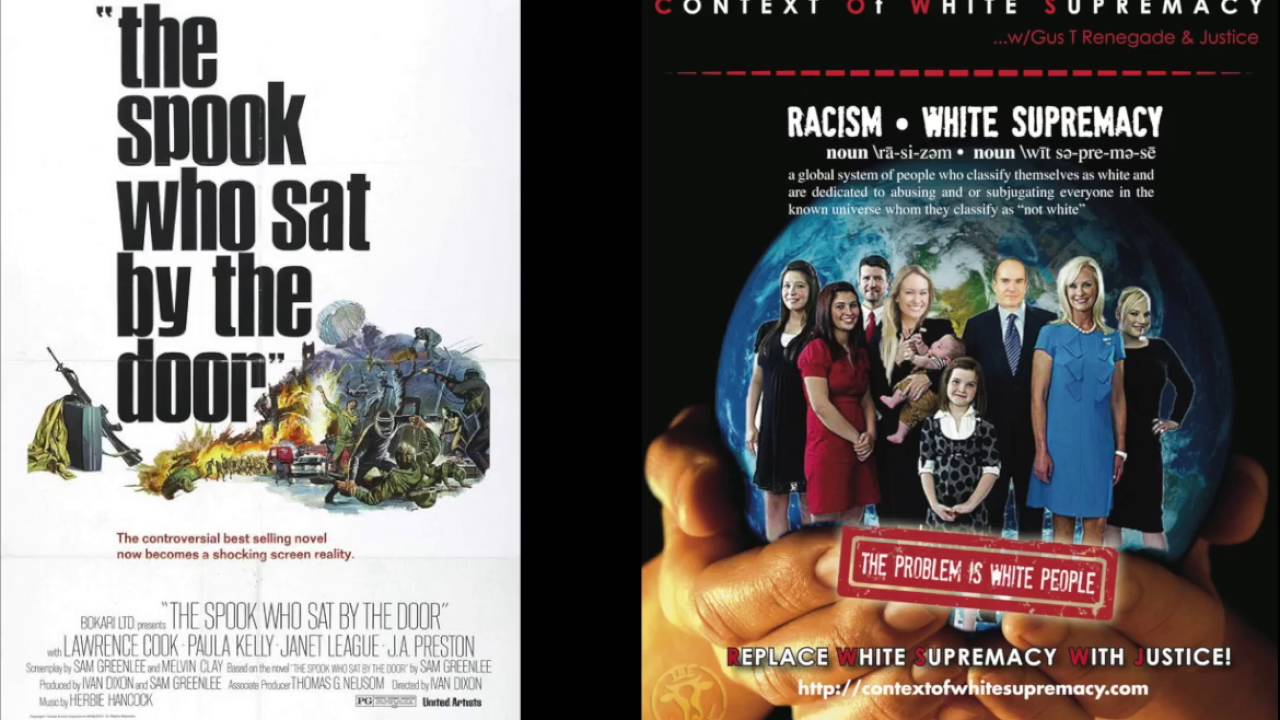 "the
spook
who sat
by the
door"
The controversial best selling novel
now becomes a shocking screen reality.
BOKARI LTD. presents "THE SPOOK WHO SAT BY THE DOOR"
with LAWRENCE COOK · PAULA KELLY · JANET LEAGUE · J.A. PRESTON
Screenplay by SAM GREENLEE and MELVIN CLAY Based on the novel "THE SPOOK WHO SAT BY THE DOOR" by SAM GREENLEE
Produced by IVAN DIXON and SAM GREENLEE Associate Producer THOMAS G. NEUSOM Directed by IVAN DIXON
Music by HERBIE HANCOCK PG United Artists
CONTEXT Of WHITE SUPREMACY
...w/Gus T Renegade & Justice
RACISM • WHITE SUPREMACY
noun \rā-si-zəm • noun \wīt sə-pre-mə-sē
a global system of people who classify themselves as white and
are dedicated to abusing and or subjugating everyone in the
known universe whom they classify as "not white"
THE PROBLEM IS WHITE PEOPLE
REPLACE WHITE SUPREMACY WITH JUSTICE!
http://contextofwhitesupremacy.com